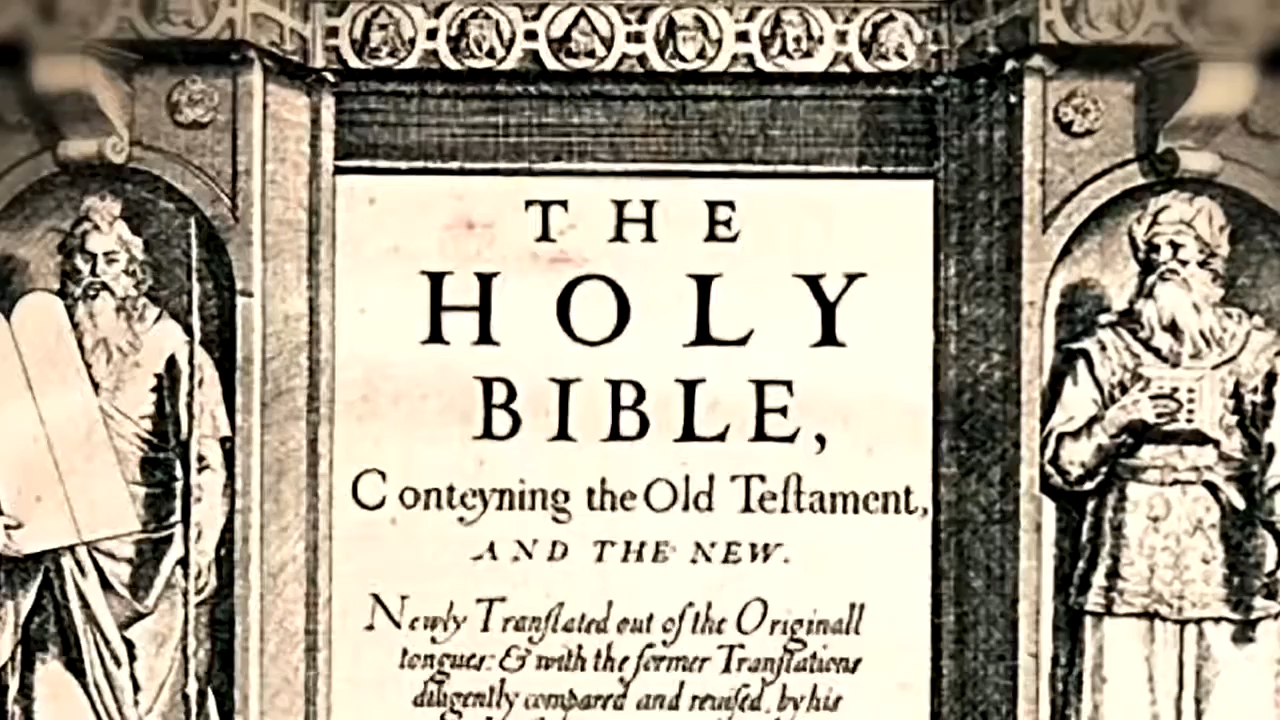 THE
HOLY
BIBLE,
Conteyning the Old Teſtament,
AND THE NEW.
Newly Tranſlated out of the Originall
tongues: & with the former Tranſlations
diligently compared and reuiſed, by his